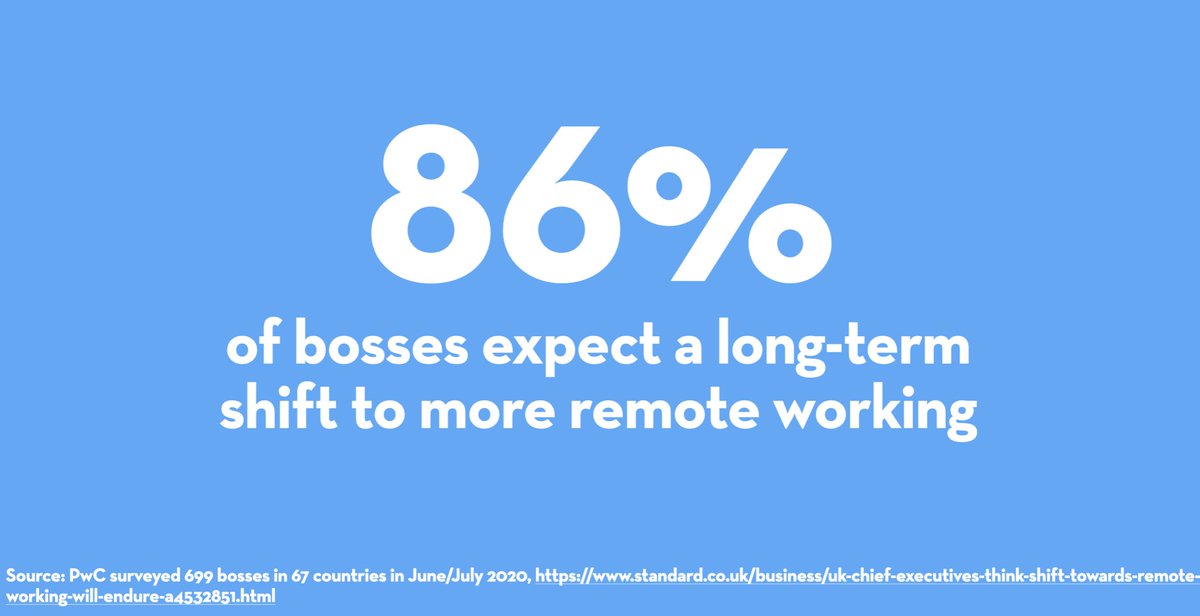 86%
of bosses expect a long-term
shift to more remote working
Source: PwC surveyed 699 bosses in 67 countries in June/July 2020, https://www.standard.co.uk/business/uk-chief-executives-think-shift-towards-remote-
working-will-endure-a4532851.html